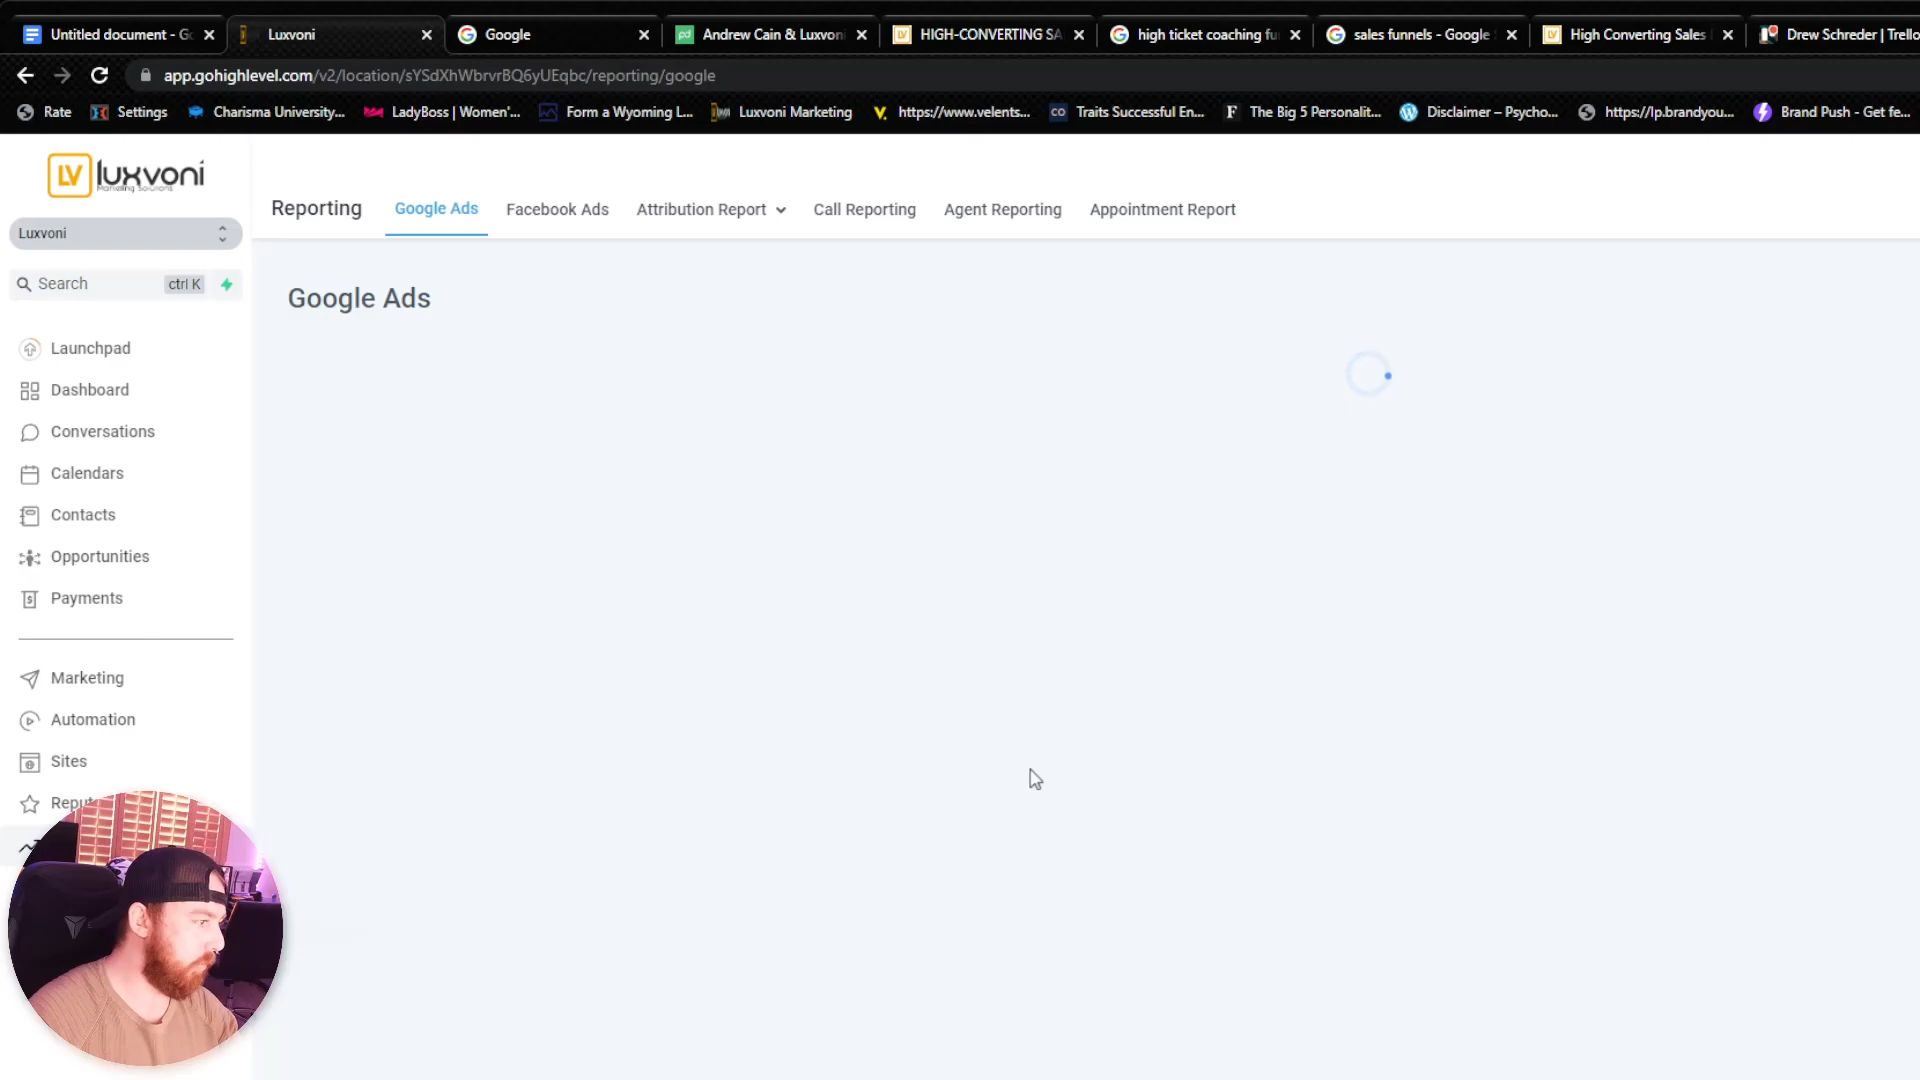 Untitled document - Go
Luxvoni
Google
Andrew Cain & Luxvoni
HIGH-CONVERTING SA
high ticket coaching fu
sales funnels - Google
High Converting Sales
Drew Schreder | Trello
app.gohighlevel.com/v2/location/sYSdXhWbrvrBQ6yUEqbc/reporting/google
Rate
Settings
Charisma University...
LadyBoss | Women'...
Form a Wyoming L...
Luxvoni Marketing
https://www.velents...
Traits Successful En...
The Big 5 Personalit...
Disclaimer – Psycho...
https://lp.brandyou...
Brand Push - Get fe...
LV luxvoni
Marketing Solutions
Luxvoni
Search
ctrl K
Reporting
Google Ads
Facebook Ads
Attribution Report
Call Reporting
Agent Reporting
Appointment Report
Google Ads
Launchpad
Dashboard
Conversations
Calendars
Contacts
Opportunities
Payments
Marketing
Automation
Sites
Reput